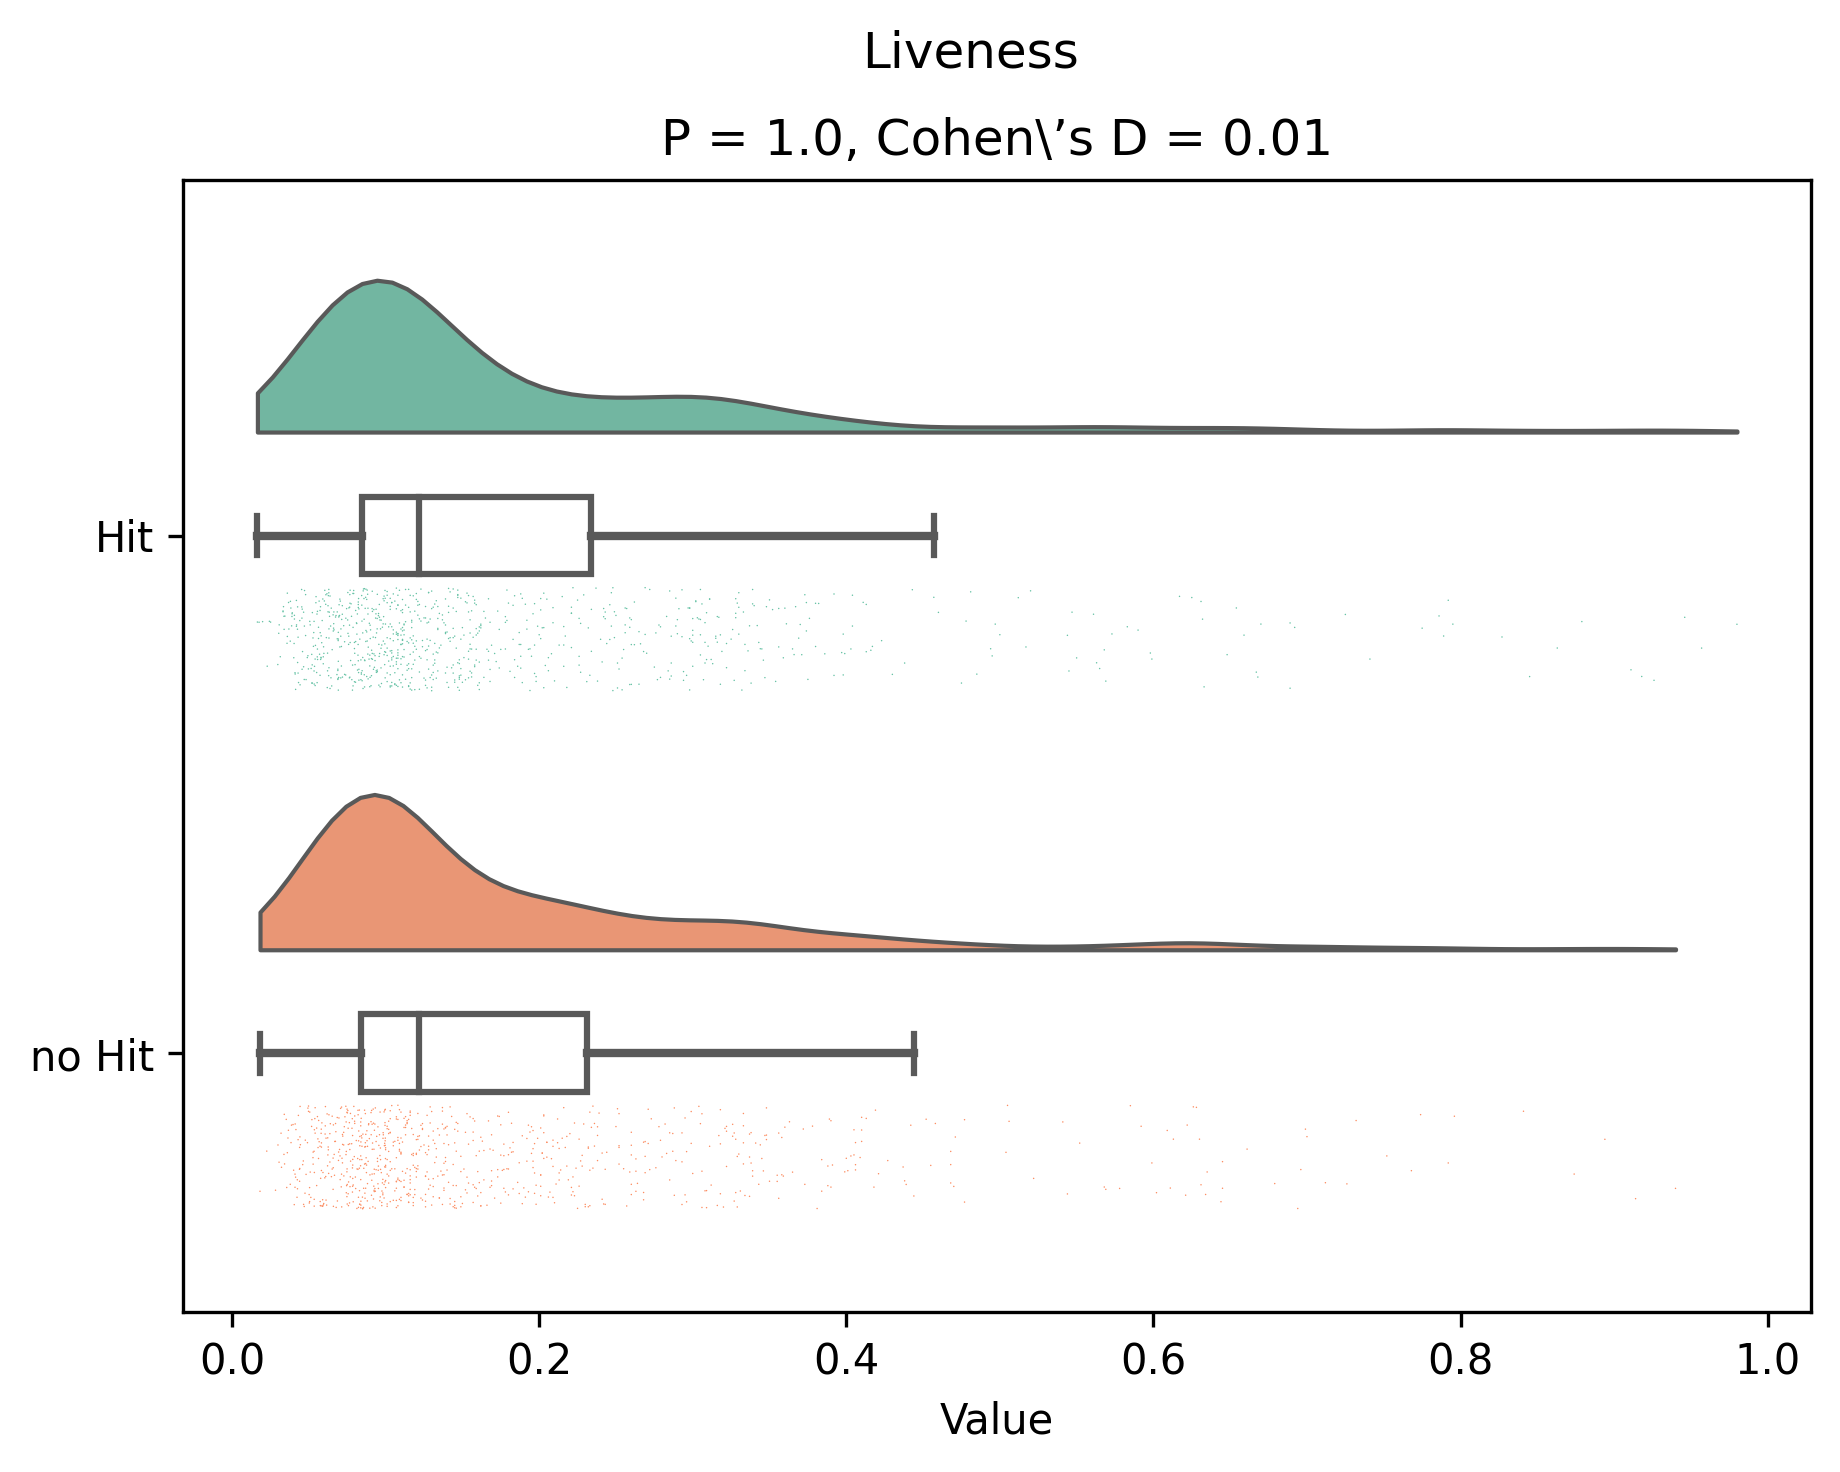 Liveness
P = 1.0, Cohen\’s D = 0.01
Hit
no Hit
0.0 0.2 0.4 0.6 0.8 1.0
Value